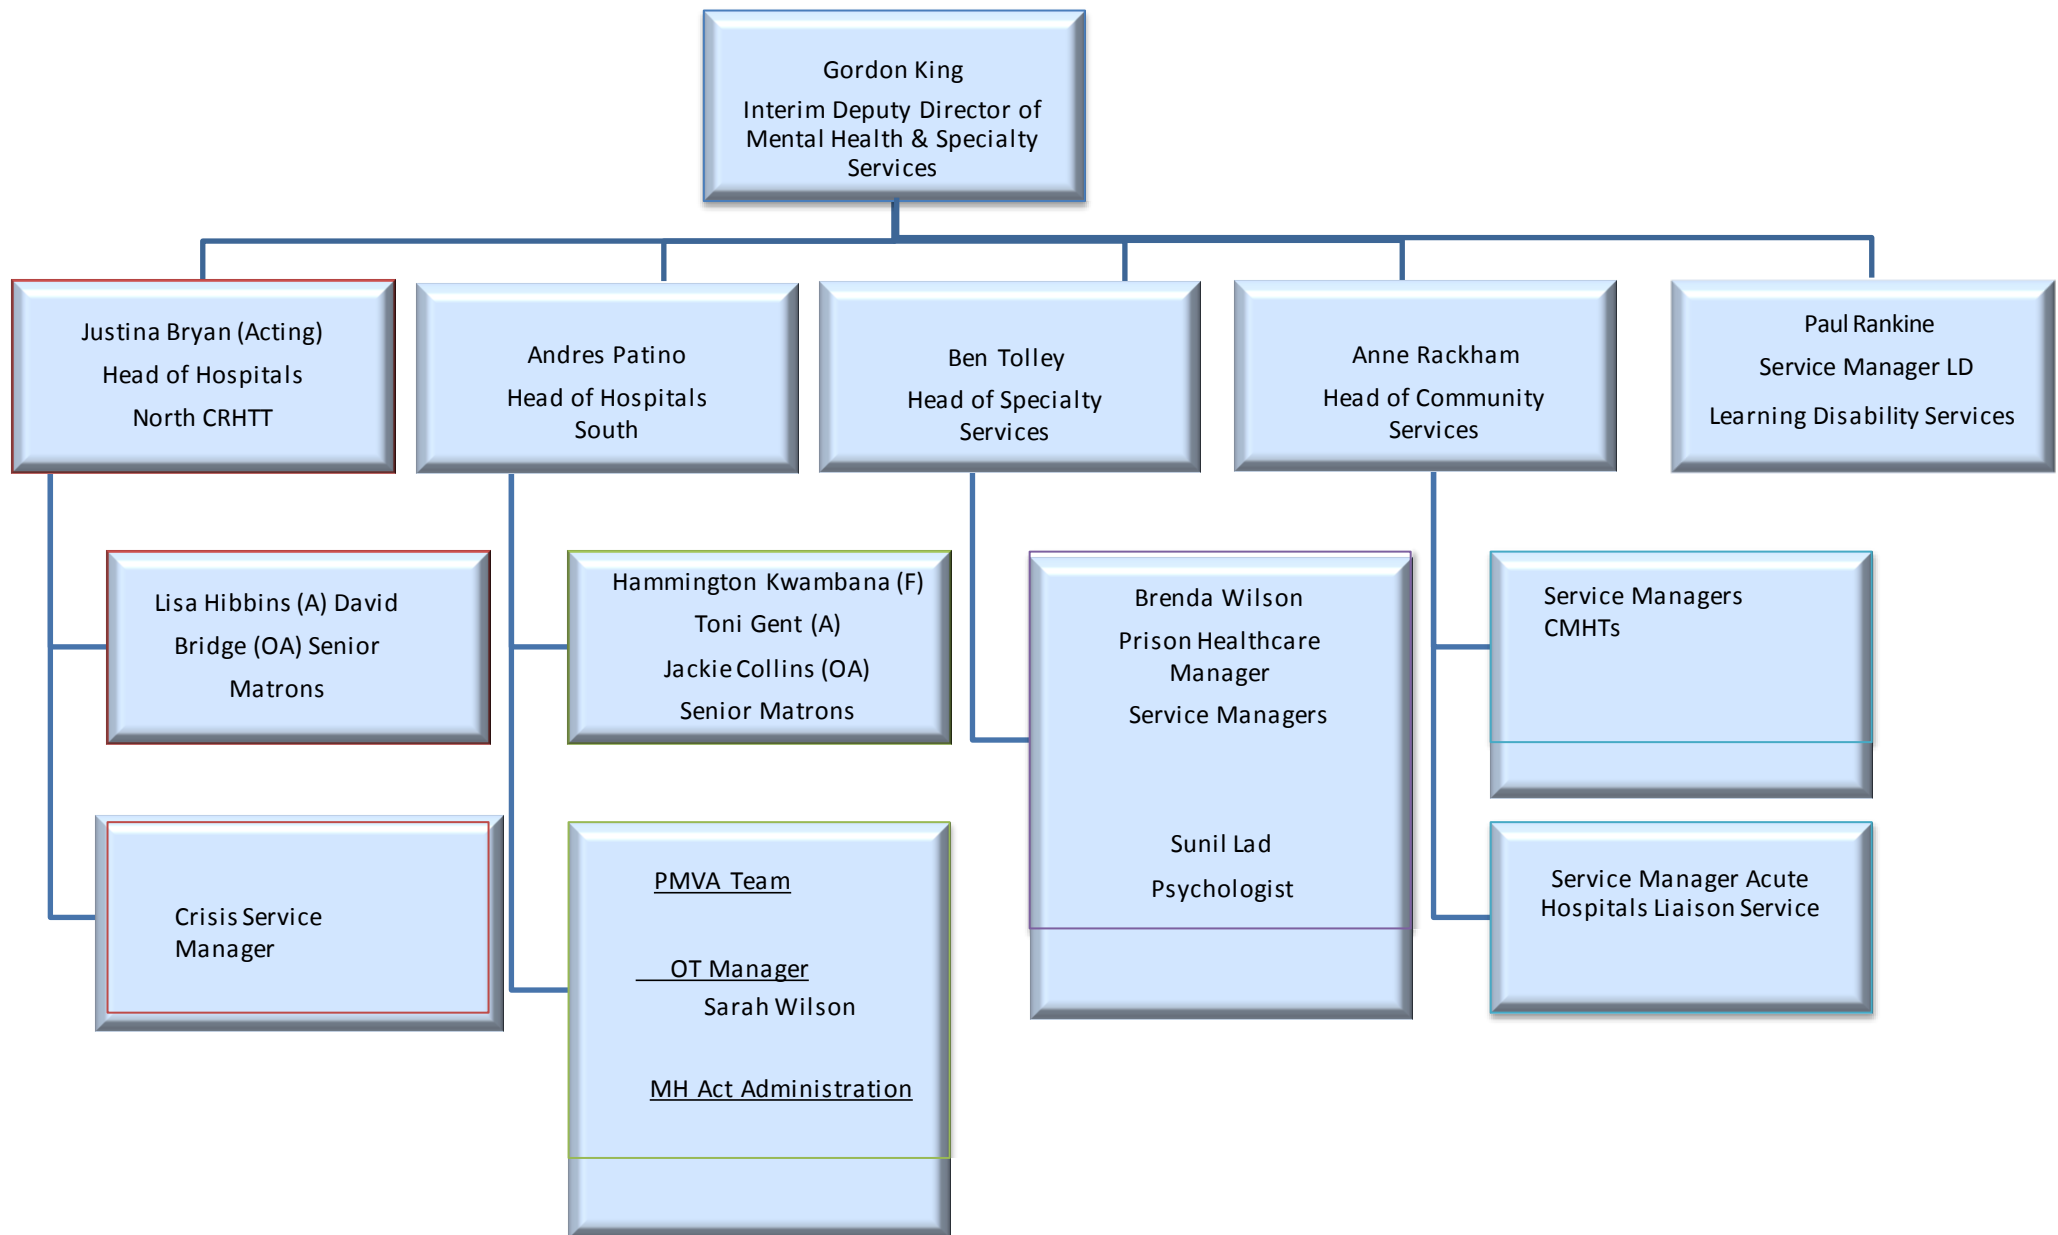 Gordon King
Interim Deputy Director of
Mental Health & Specialty
Services
Justina Bryan (Acting)
Head of Hospitals
North CRHTT
Andres Patino
Head of Hospitals
South
Ben Tolley
Head of Specialty
Services
Anne Rackham
Head of Community
Services
Paul Rankine
Service Manager LD
Learning Disability Services
Lisa Hibbins (A) David
Bridge (OA) Senior
Matrons
Hammington Kwambana (F)
Toni Gent (A)
Jackie Collins (OA)
Senior Matrons
Brenda Wilson
Prison Healthcare
Manager
Service Managers
Sunil Lad
Psychologist
Service Managers
CMHTs
Crisis Service
Manager
PMVA Team
OT Manager
Sarah Wilson
MH Act Administration
Service Manager Acute
Hospitals Liaison Service